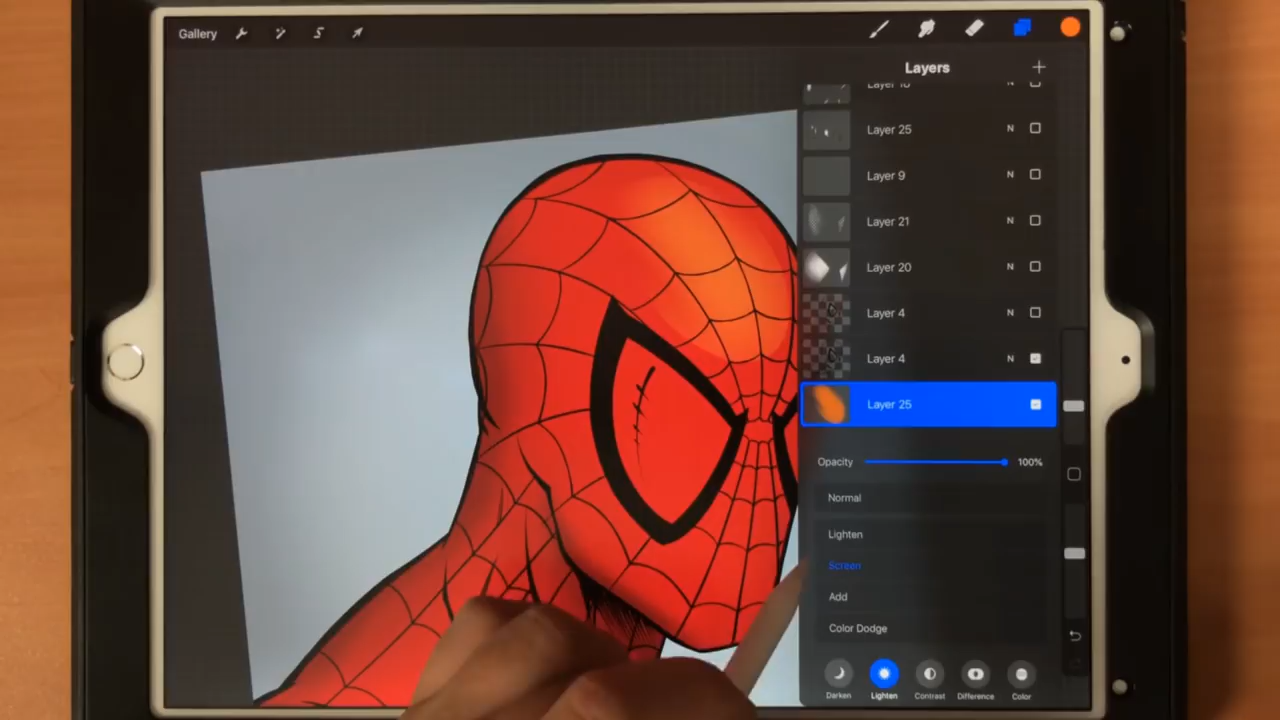 Gallery
Layers
Layer 25 N
Layer 9 N
Layer 21 N
Layer 20 N
Layer 4 N
Layer 4 N
Layer 25
Opacity 100%
Normal
Lighten
Screen
Add
Color Dodge
Darken Lighten Contrast Difference Color